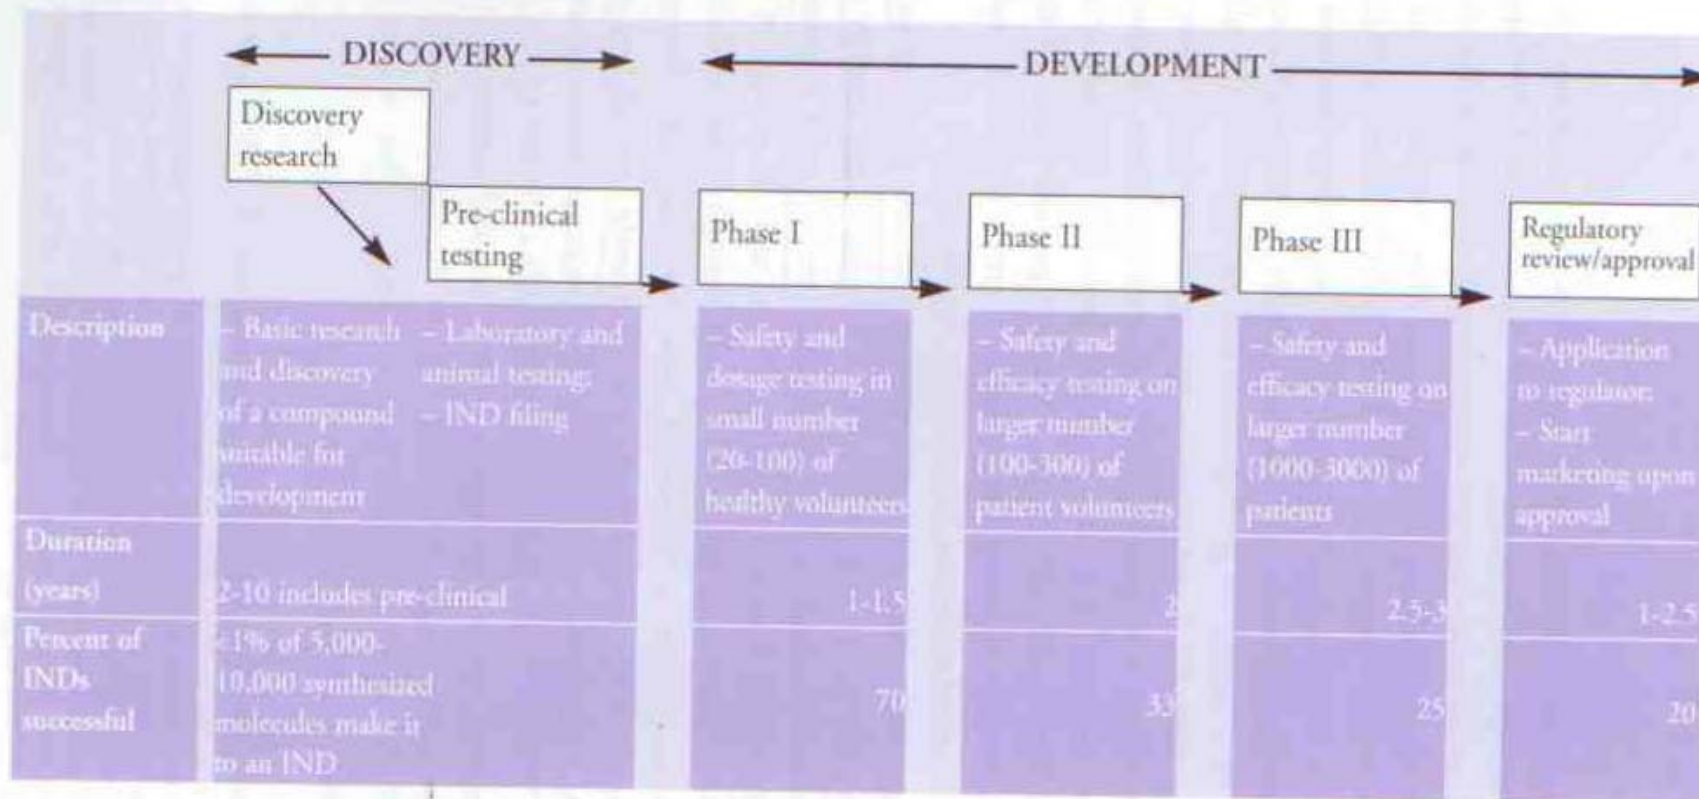 DISCOVERY
DEVELOPMENT
Discovery
research
Pre-clinical
testing
Phase I
Phase II
Phase III
Regulatory
review/approval
Description
– Basic research
and discovery
of a compound
suitable for
development
– Laboratory and
animal testing;
– IND filing
– Safety and
dosage testing in
small number
(20-100) of
healthy volunteers
– Safety and
efficacy testing on
larger number
(100-300) of
patient volunteers
– Safety and
efficacy testing on
larger number
(1000-3000) of
patients
– Application
to regulator;
– Start
marketing upon
approval
Duration
(years)
2-10 includes pre-clinical
1-1.5
2
2.5-3
1-2.5
Percent of
INDs
successful
<1% of 5,000-
10,000 synthesized
molecules make it
to an IND
70
33
25
20